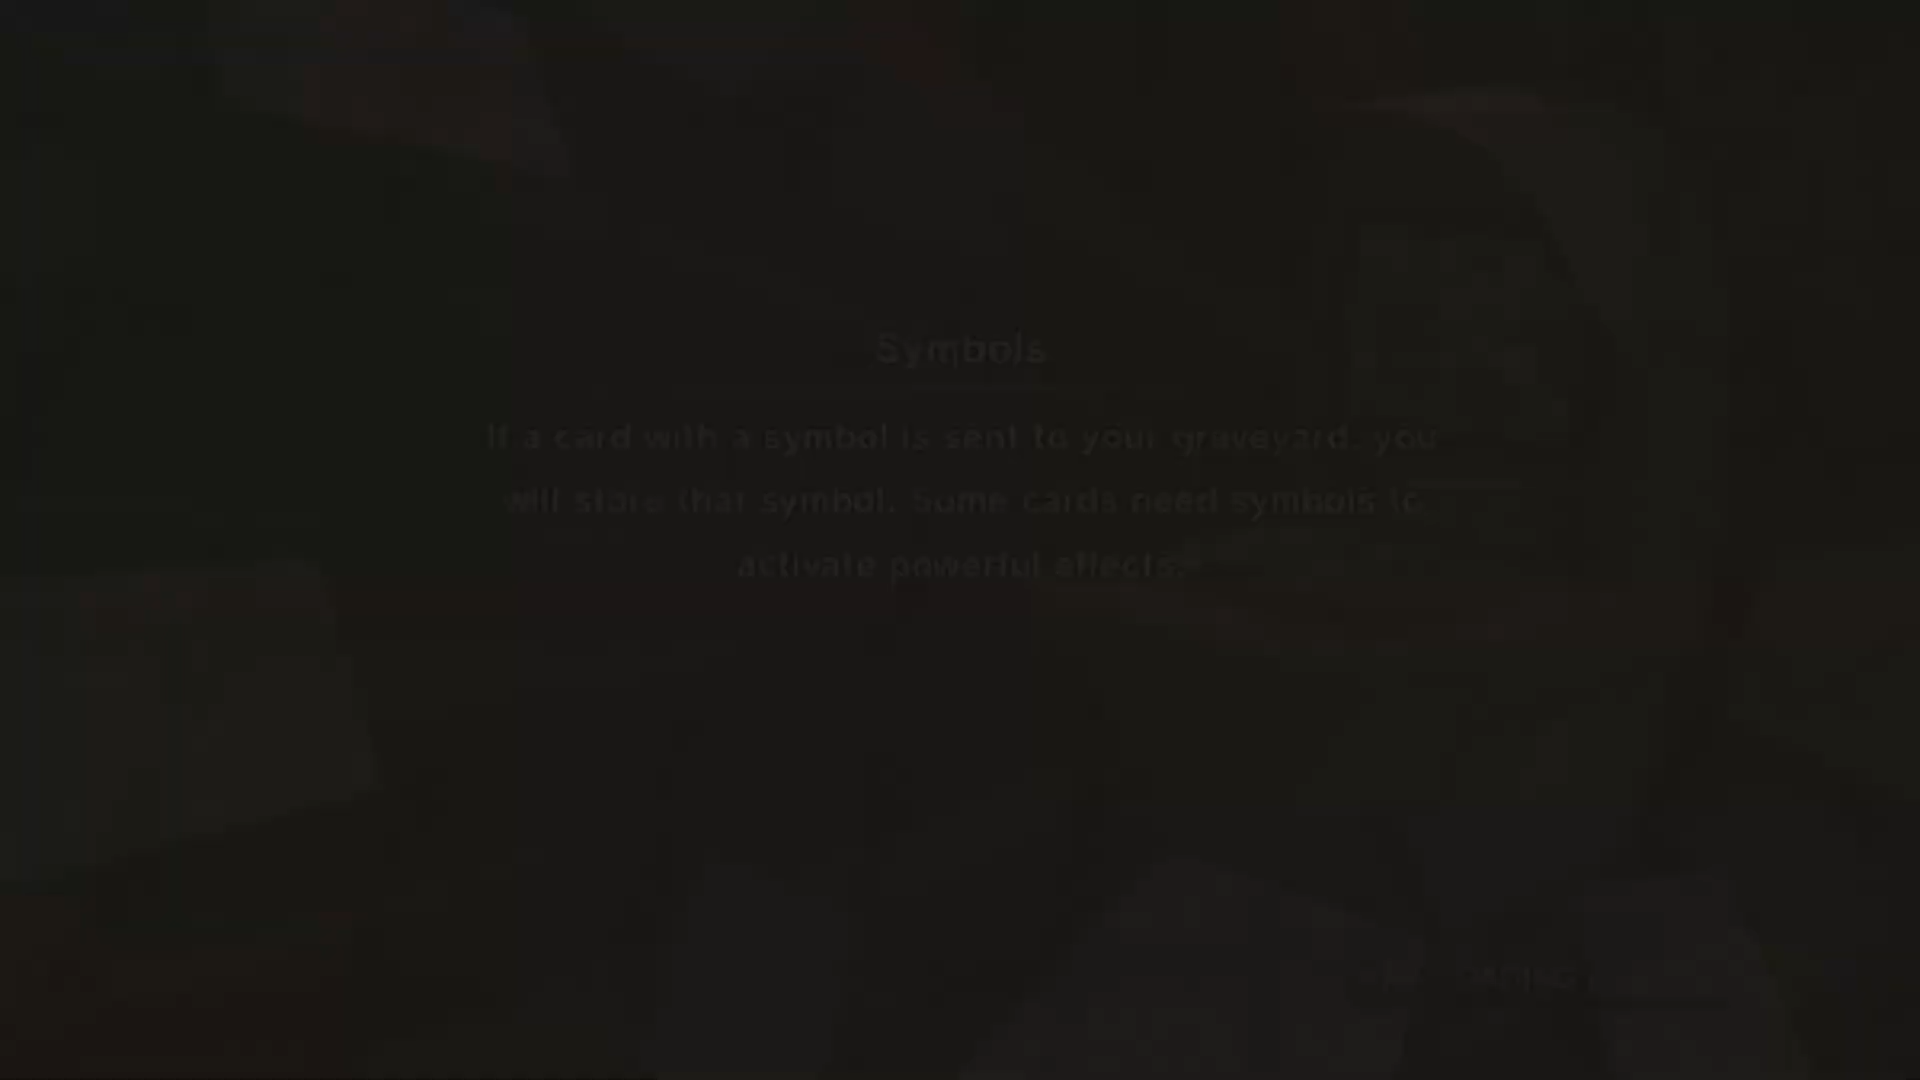 Symbols
If a card with a symbol is sent to your graveyard, you
will store that symbol. Some cards need symbols to
activate powerful effects.